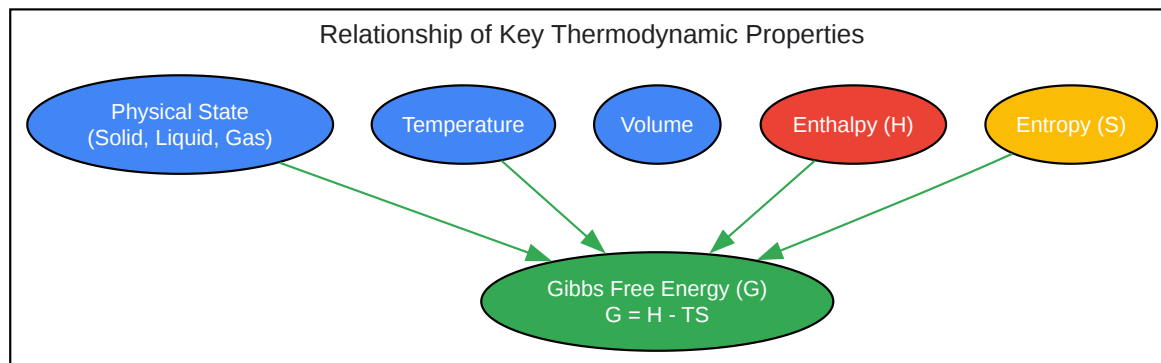 Relationship of Key Thermodynamic Properties
Physical State
(Solid, Liquid, Gas)
Temperature
Volume
Enthalpy (H)
Entropy (S)
Gibbs Free Energy (G)
G = H - TS